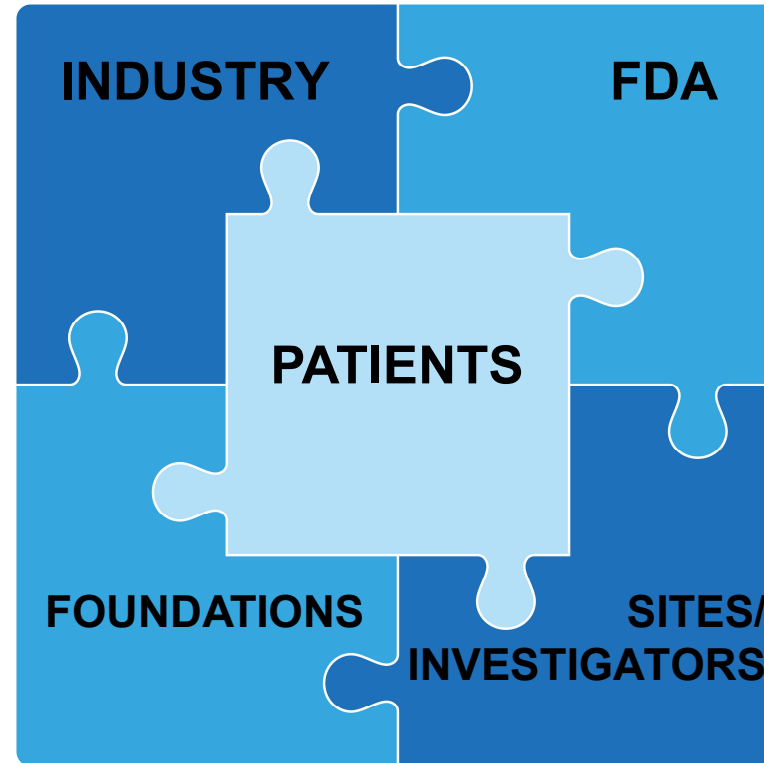 INDUSTRY
FDA
PATIENTS
FOUNDATIONS
SITES/
INVESTIGATORS